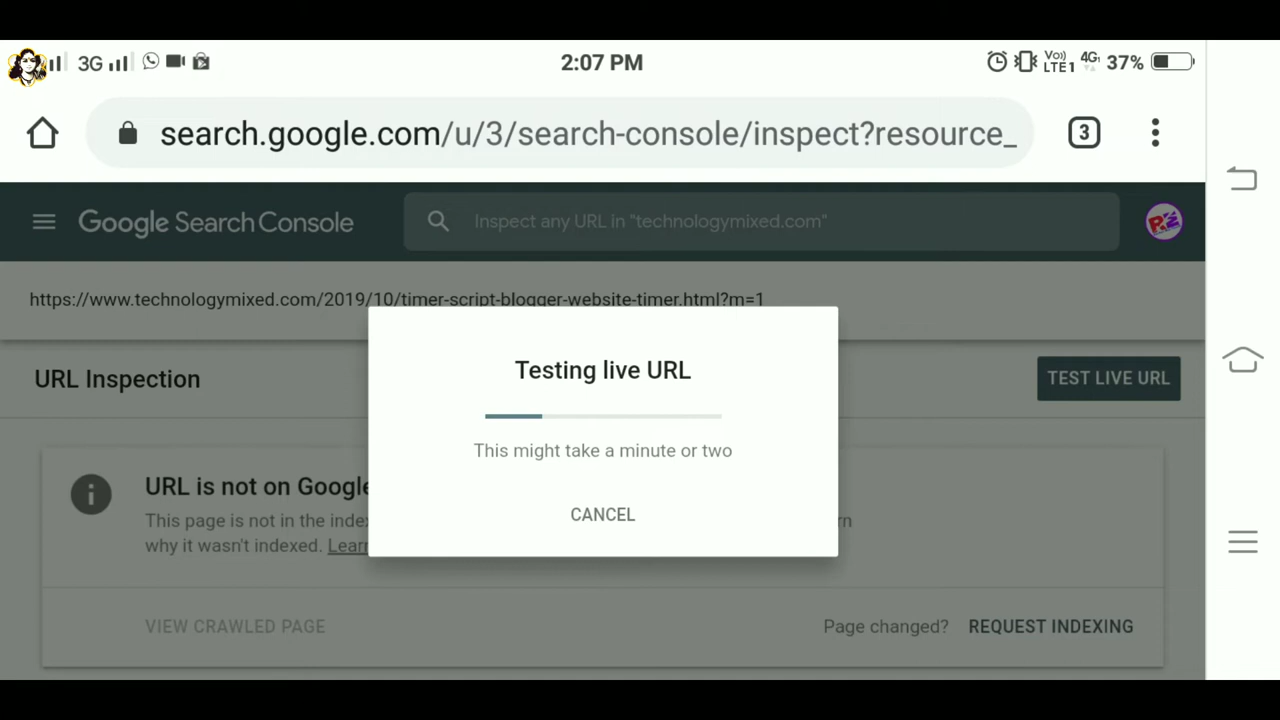 3G 2:07 PM Vo) LTE1 4G 37%
search.google.com/u/3/search-console/inspect?resource_ 3
Google Search Console Inspect any URL in "technologymixed.com"
https://www.technologymixed.com/2019/10/timer-script-blogger-website-timer.html?m=1
Testing live URL
URL Inspection TEST LIVE URL
This might take a minute or two
URL is not on Google
This page is not in the inde rn
CANCEL
why it wasn't indexed. Lear
VIEW CRAWLED PAGE Page changed? REQUEST INDEXING